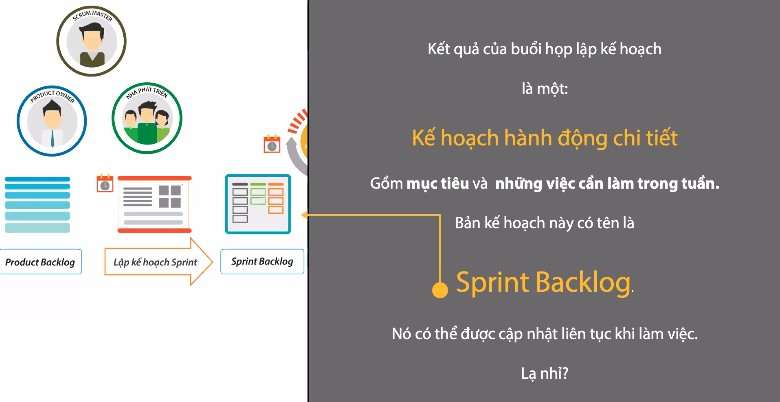 SCRUM MASTER
PRODUCT OWNER
NHÀ PHÁT TRIỂN
Product Backlog
Lập kế hoạch Sprint
Sprint Backlog
Kết quả của buổi họp lập kế hoạch
là một:
Kế hoạch hành động chi tiết
Gồm mục tiêu và những việc cần làm trong tuần.
Bản kế hoạch này có tên là
Sprint Backlog.
Nó có thể được cập nhật liên tục khi làm việc.
Lạ nhỉ?